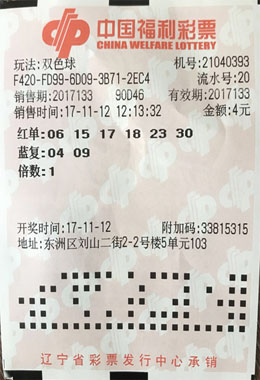 中国福利彩票
CHINA WELFARE LOTTERY
玩法:双色球 机号:21040393
F420-FD99-6D09-3B71-2EC4 流水号:20
销售期:2017133 90D46 有效期:2017133
销售时间:17-11-12 12:13:32 金额:4元
红单:06 15 17 18 23 30
蓝复:04 09
倍数:1
开奖时间:17-11-12 附加码:33815315
地址:东洲区刘山二街2-2号楼5单元103
辽宁省彩票发行中心承销